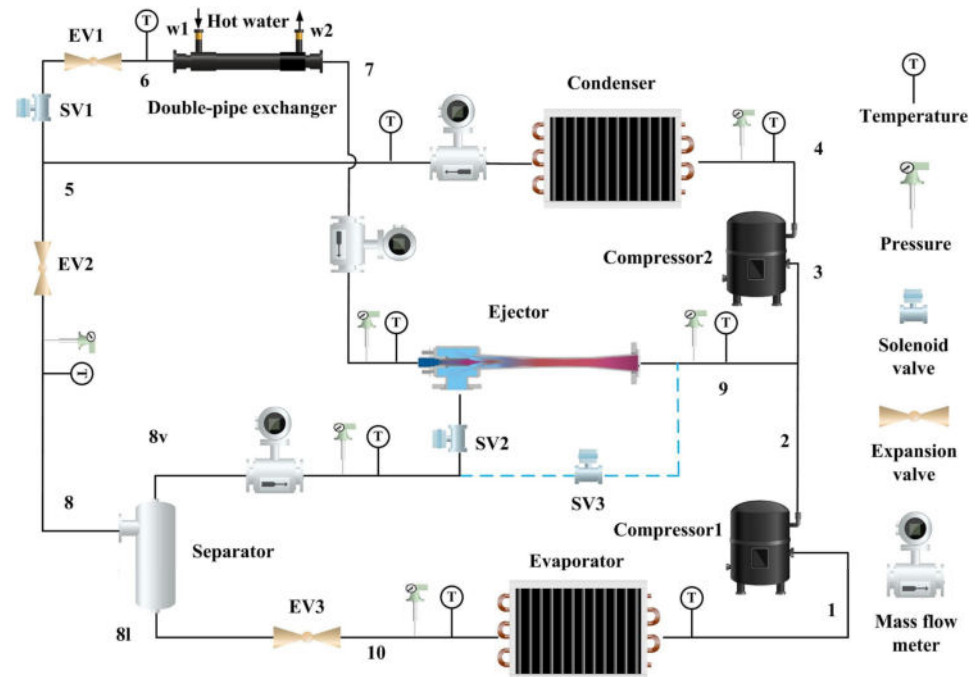 w1
Hot water
w2
EV1
T
6
7
Double-pipe exchanger
SV1
Condenser
T
T
4
T
Temperature
5
EV2
Compressor2
3
Pressure
Ejector
T
T
9
Solenoid
valve
T
8v
T
SV2
SV3
2
Expansion
valve
8
Separator
Compressor1
Evaporator
EV3
T
T
1
8l
10
Mass flow
meter